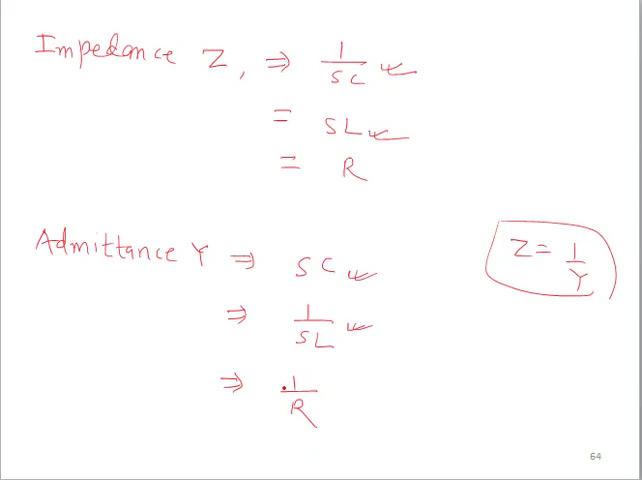 Impedance Z, ⇒ 1/SC
= SL
= R
Admittance Y ⇒ SC
Z = 1/Y
⇒ 1/SL
⇒ 1/R
64